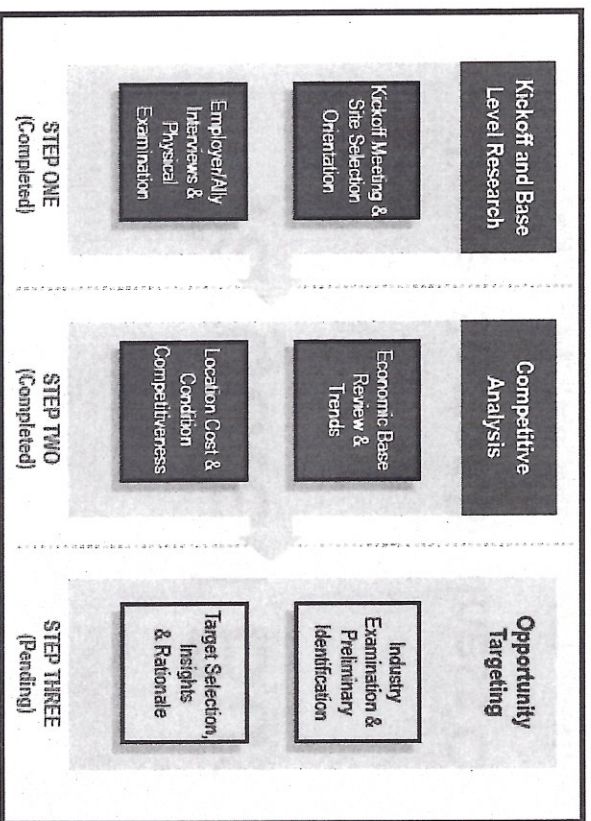 Kickoff and Base
Level Research
Kickoff Meeting &
Site Selection
Orientation
Employer/Ally
Interviews &
Physical
Examination
STEP ONE
(Completed)
Competitive
Analysis
Economic Base
Review &
Trends
Location Cost &
Condition
Competitiveness
STEP TWO
(Completed)
Opportunity
Targeting
Industry
Examination &
Preliminary
Identification
Target Selection,
Insights
& Rationale
STEP THREE
(Pending)